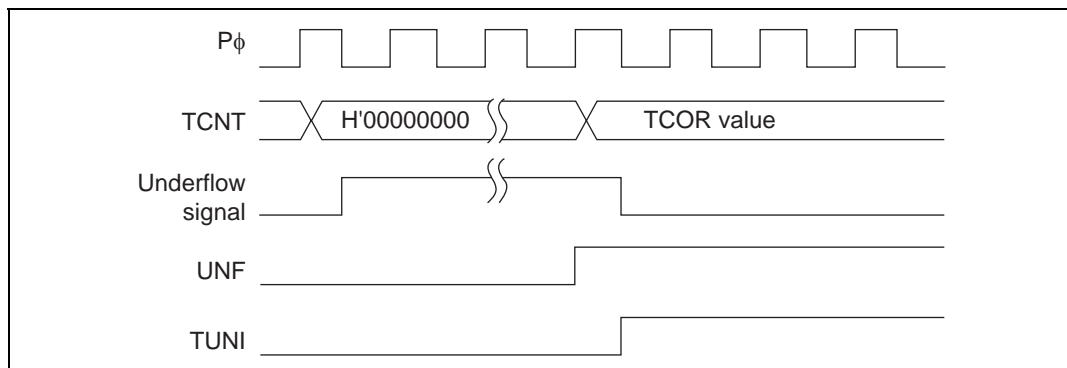 Pϕ
TCNT H'00000000 TCOR value
Underflow
signal
UNF
TUNI